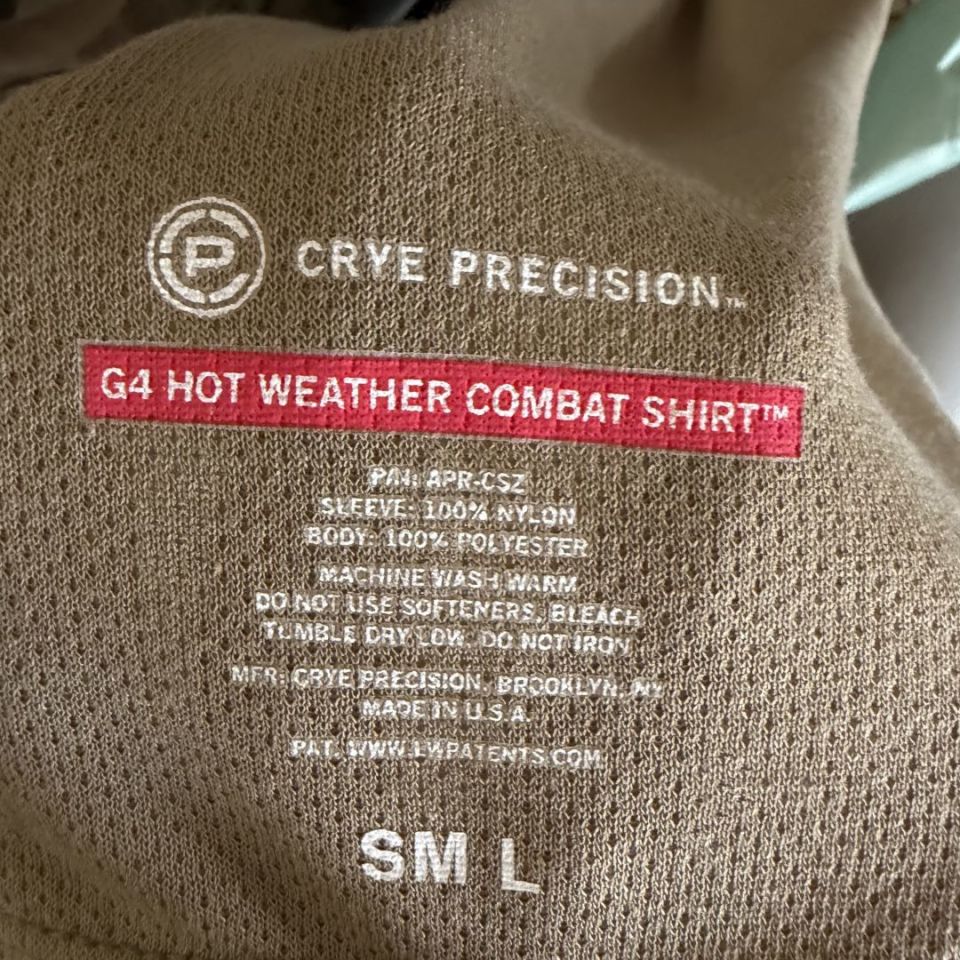 CP
CRYE PRECISION™
G4 HOT WEATHER COMBAT SHIRT™
P/N: APR-CSZ
SLEEVE: 100% NYLON
BODY: 100% POLYESTER
MACHINE WASH WARM
DO NOT USE SOFTENERS, BLEACH
TUMBLE DRY LOW, DO NOT IRON
MFR: CRYE PRECISION, BROOKLYN, NY
MADE IN U.S.A.
PAT. WWW.LWPATENTS.COM
SM L